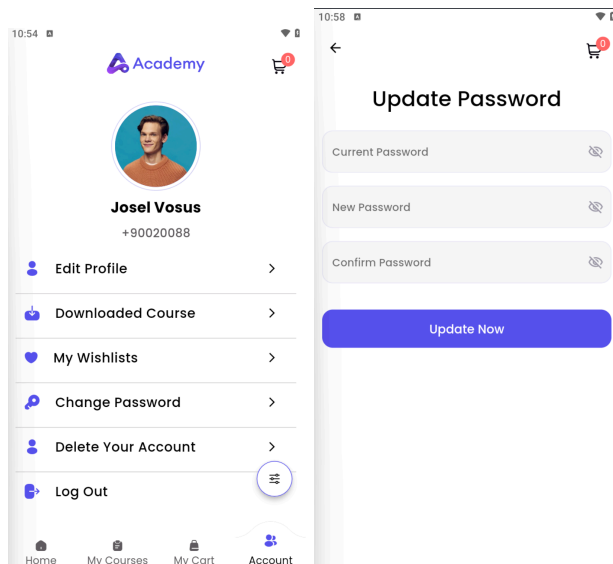 10:54
Academy
0
Josel Vosus
+90020088
Edit Profile
Downloaded Course
My Wishlists
Change Password
Delete Your Account
Log Out
Home
My Courses
My Cart
Account
10:58
0
Update Password
Current Password
New Password
Confirm Password
Update Now